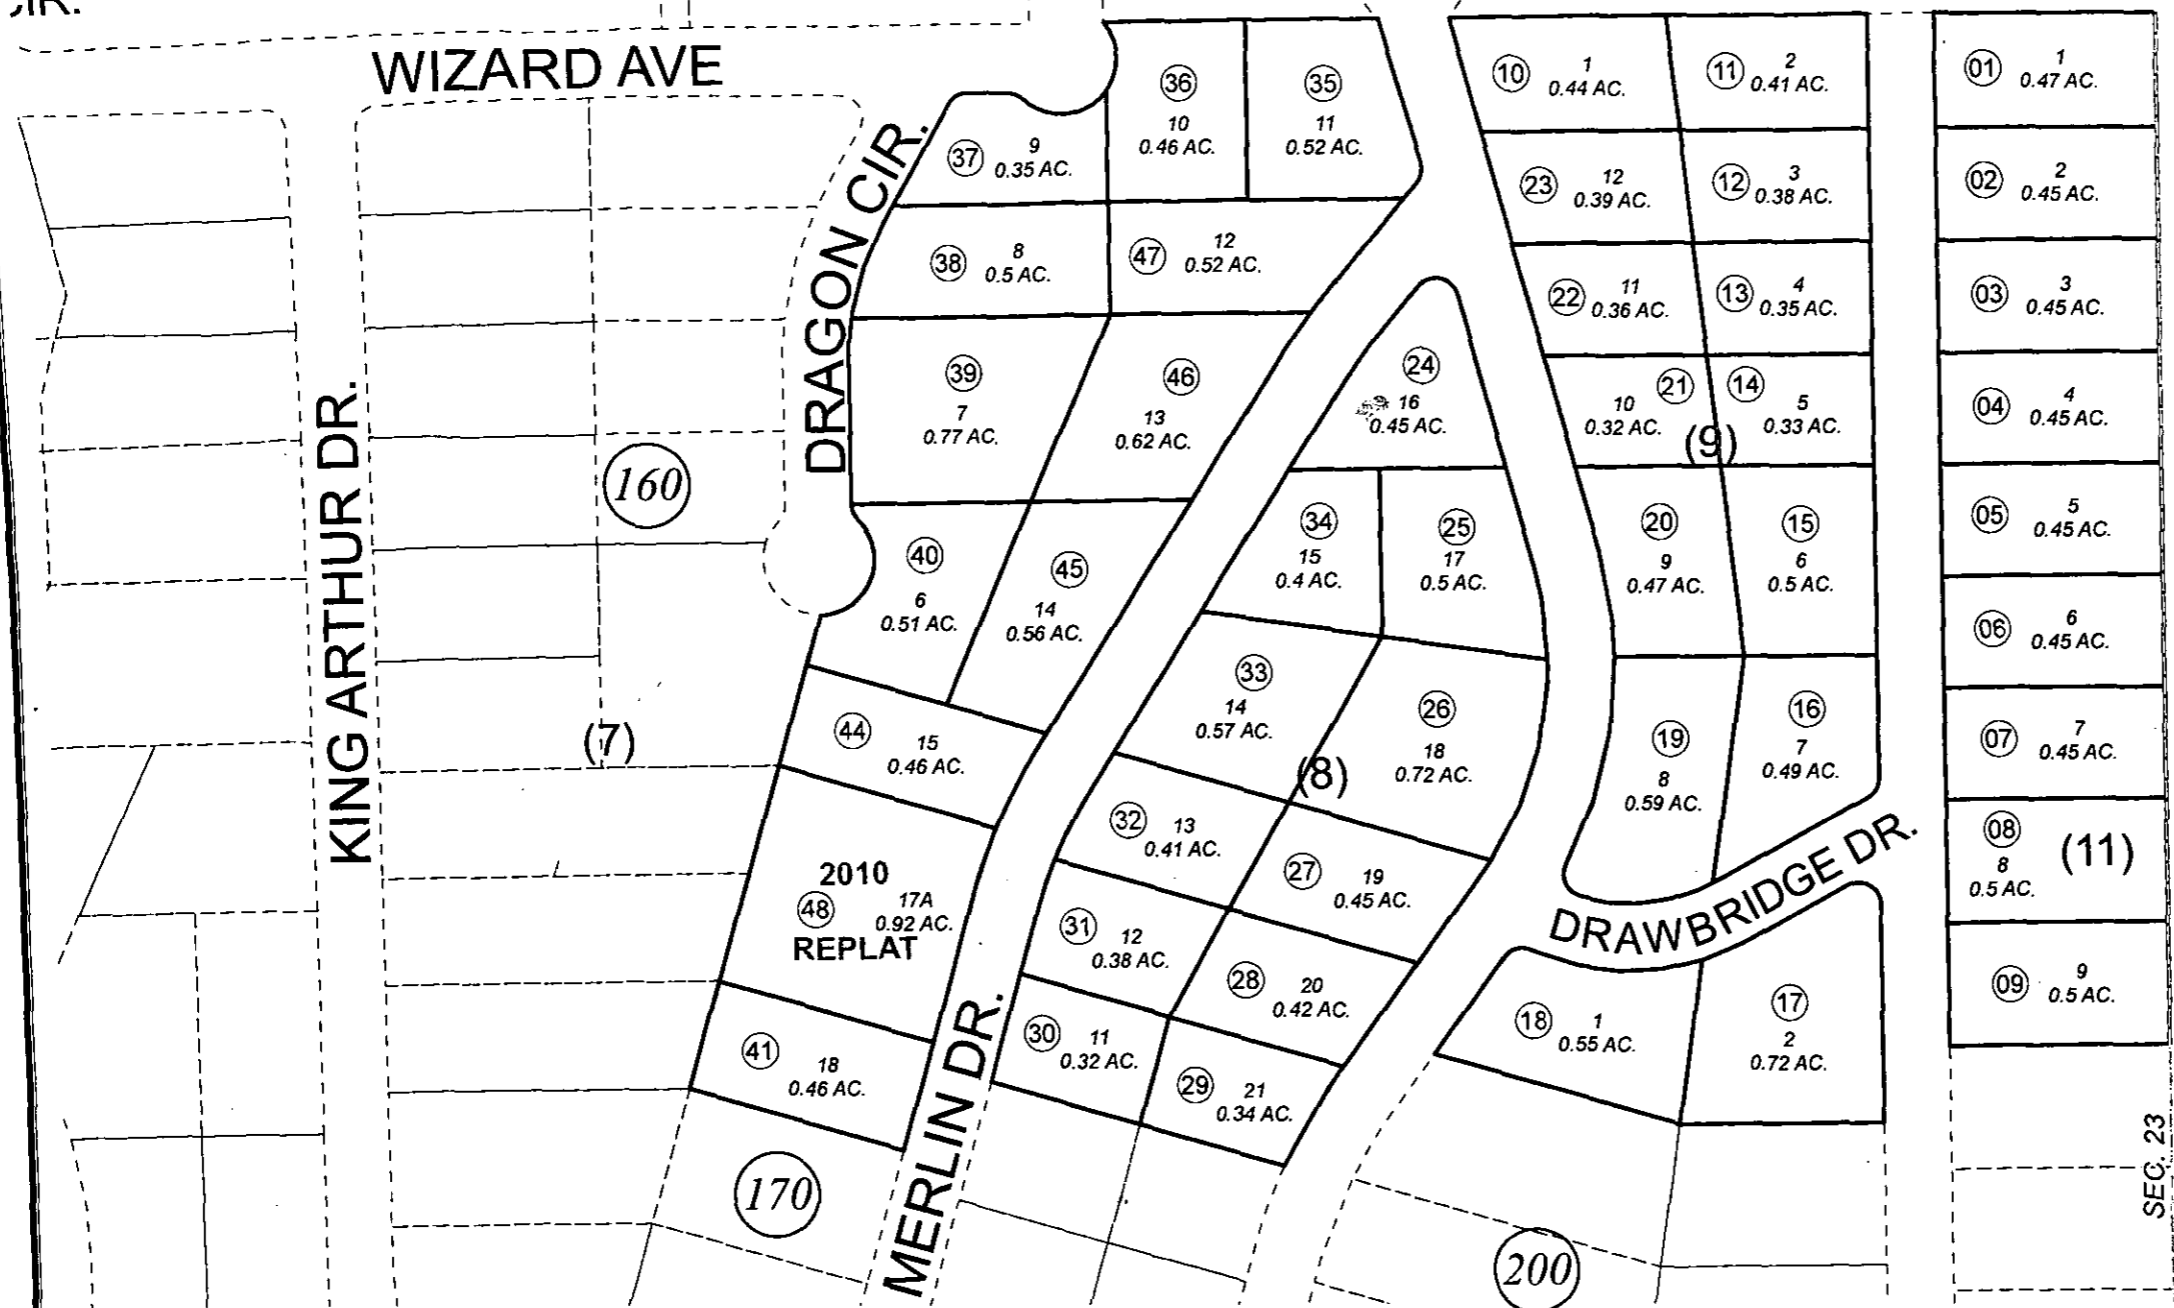 WIZARD AVE
KING ARTHUR DR.
DRAGON CIR.
MERLIN DR.
DRAWBRIDGE DR.
SEC. 23
160
170
200
(7)
(8)
(9)
(11)
36
10
0.46 AC.
35
11
0.52 AC.
37 9
0.35 AC.
38 8
0.5 AC.
47 12
0.52 AC.
39
7
0.77 AC.
46
13
0.62 AC.
40
6
0.51 AC.
45
14
0.56 AC.
44 15
0.46 AC.
2010
48 17A
0.92 AC.
REPLAT
41 18
0.46 AC.
24
16
0.45 AC.
34
15
0.4 AC.
25
17
0.5 AC.
33
14
0.57 AC.
26
18
0.72 AC.
32 13
0.41 AC.
27 19
0.45 AC.
31 12
0.38 AC.
28 20
0.42 AC.
30 11
0.32 AC.
29 21
0.34 AC.
10 1
0.44 AC.
11 2
0.41 AC.
23 12
0.39 AC.
12 3
0.38 AC.
22 11
0.36 AC.
13 4
0.35 AC.
21
10
0.32 AC.
14
5
0.33 AC.
20
9
0.47 AC.
15
6
0.5 AC.
19
8
0.59 AC.
16
7
0.49 AC.
18 1
0.55 AC.
17
2
0.72 AC.
01 1
0.47 AC.
02 2
0.45 AC.
03 3
0.45 AC.
04 4
0.45 AC.
05 5
0.45 AC.
06 6
0.45 AC.
07 7
0.45 AC.
08
8
0.5 AC.
09 9
0.5 AC.